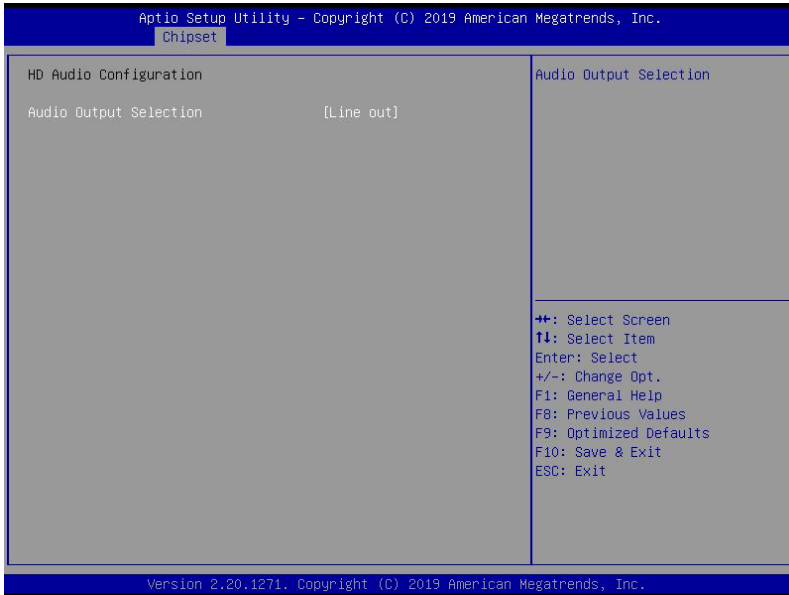 Aptio Setup Utility – Copyright (C) 2019 American Megatrends, Inc.
Chipset
HD Audio Configuration
Audio Output Selection [Line out]
Audio Output Selection
→←: Select Screen
↑↓: Select Item
Enter: Select
+/-: Change Opt.
F1: General Help
F8: Previous Values
F9: Optimized Defaults
F10: Save & Exit
ESC: Exit
Version 2.20.1271. Copyright (C) 2019 American Megatrends, Inc.